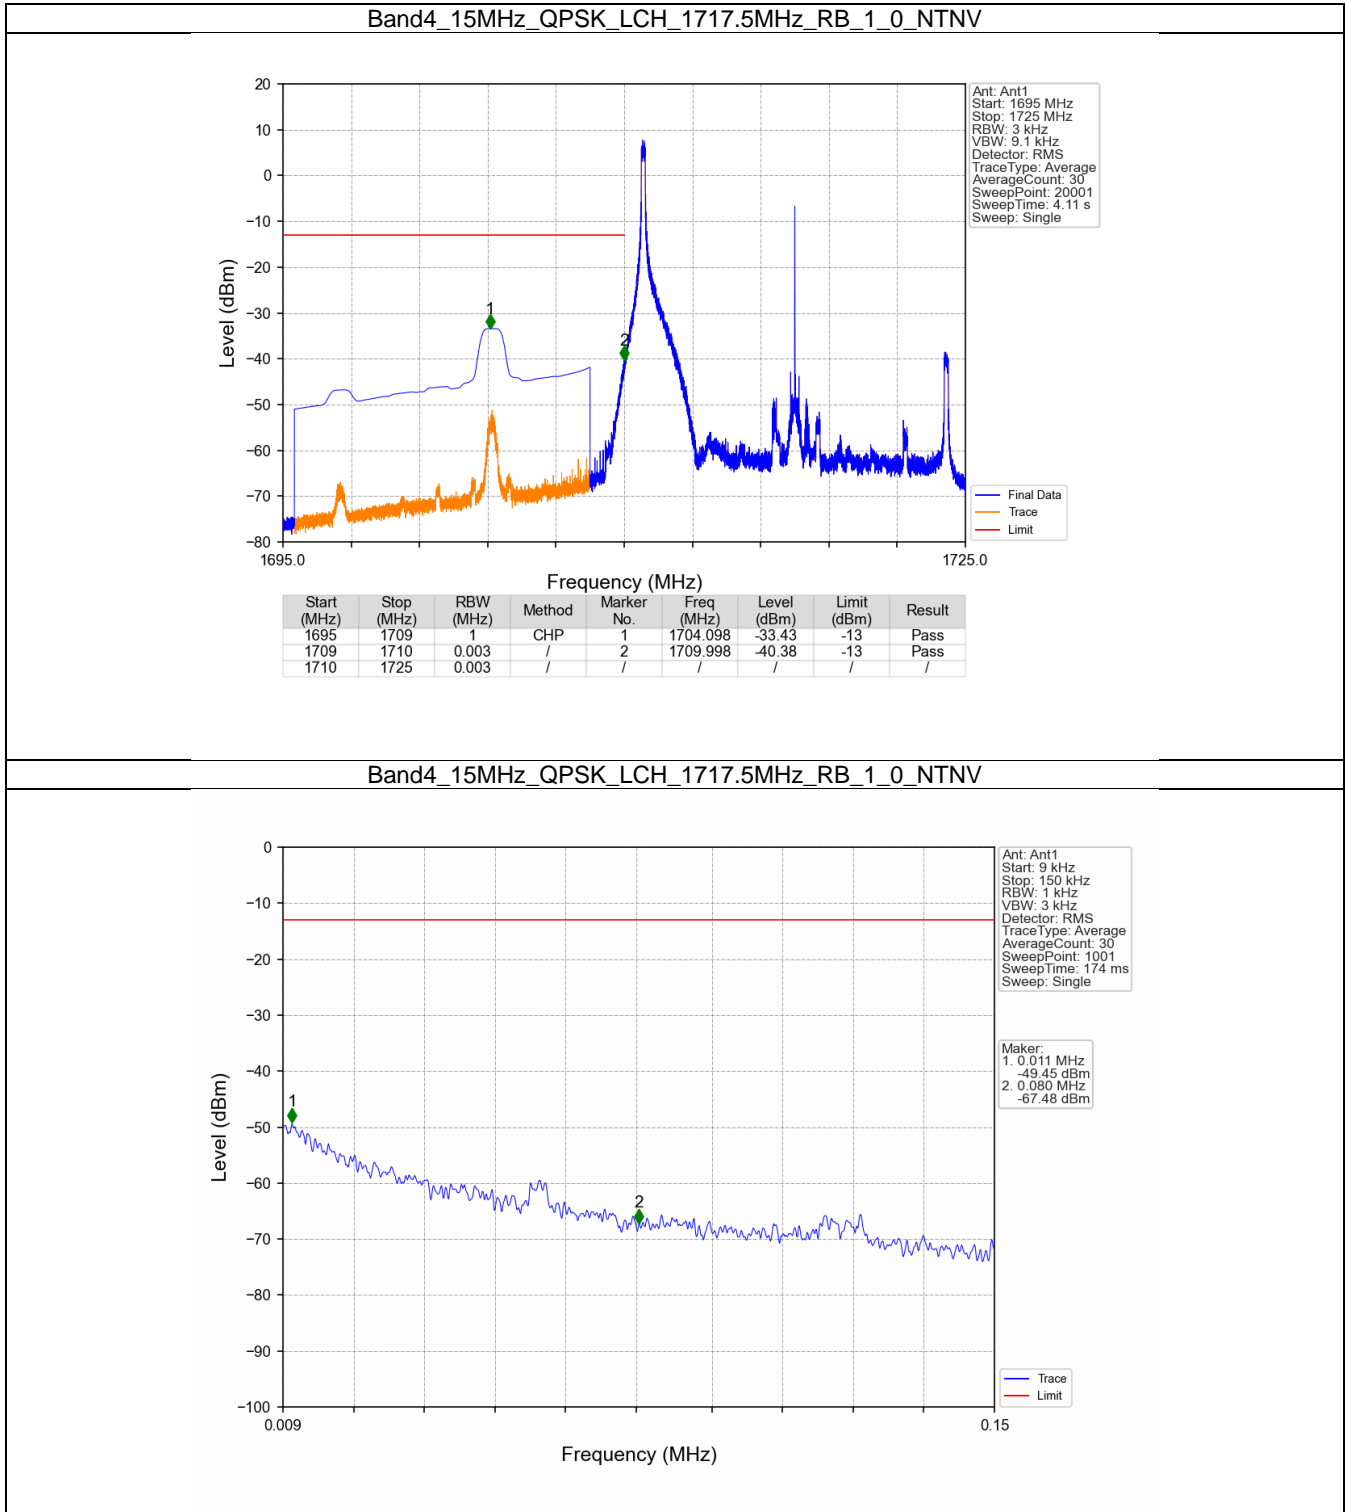 Band4_15MHz_QPSK_LCH_1717.5MHz_RB_1_0_NTNV
20
10
0
−10
−20
−30
−40
−50
−60
−70
−80
Level (dBm)
1
2
1695.0
1725.0
Frequency (MHz)
Ant: Ant1
Start: 1695 MHz
Stop: 1725 MHz
RBW: 3 kHz
VBW: 9.1 kHz
Detector: RMS
TraceType: Average
AverageCount: 30
SweepPoint: 20001
SweepTime: 4.11 s
Sweep: Single
Final Data
Trace
Limit
Start (MHz) Stop (MHz) RBW (MHz) Method Marker No. Freq (MHz) Level (dBm) Limit (dBm) Result
1695 1709 1 CHP 1 1704.098 -33.43 -13 Pass
1709 1710 0.003 / 2 1709.998 -40.38 -13 Pass
1710 1725 0.003 / / / / / /
Band4_15MHz_QPSK_LCH_1717.5MHz_RB_1_0_NTNV
0
−10
−20
−30
−40
−50
−60
−70
−80
−90
−100
Level (dBm)
1
2
0.009
0.15
Frequency (MHz)
Ant: Ant1
Start: 9 kHz
Stop: 150 kHz
RBW: 1 kHz
VBW: 3 kHz
Detector: RMS
TraceType: Average
AverageCount: 30
SweepPoint: 1001
SweepTime: 174 ms
Sweep: Single
Maker:
1. 0.011 MHz
-49.45 dBm
2. 0.080 MHz
-67.48 dBm
Trace
Limit